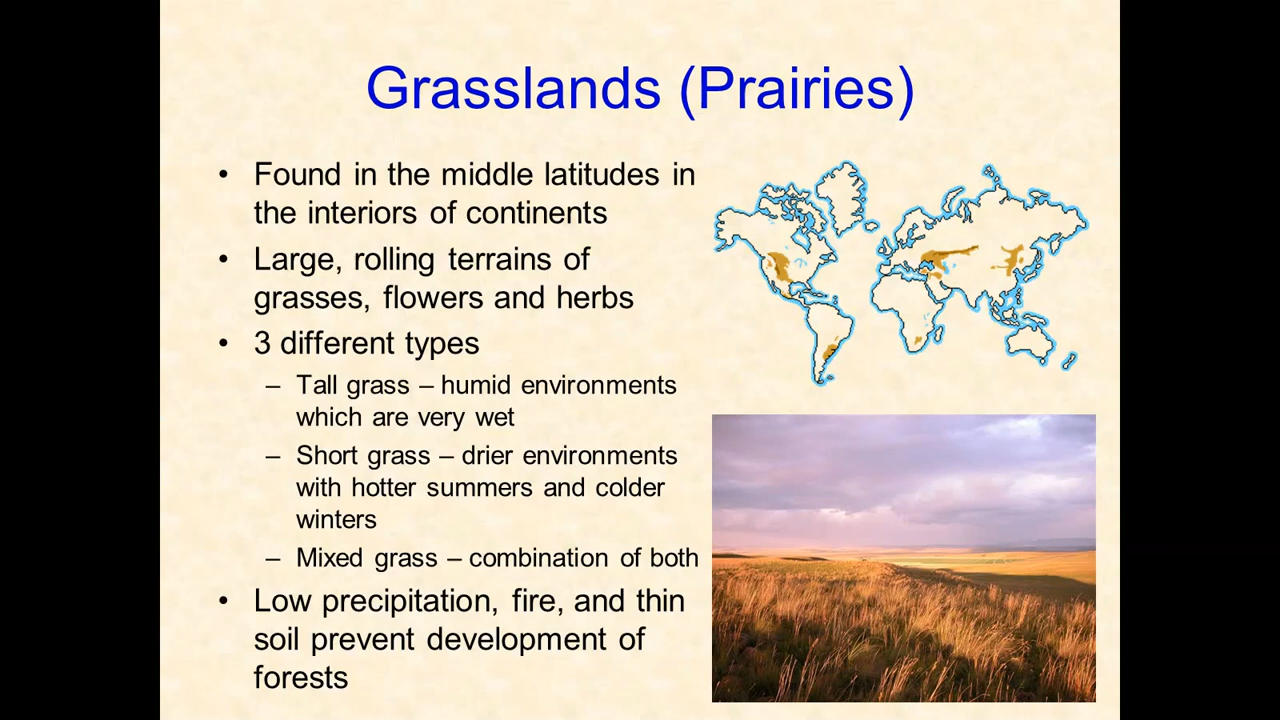 Grasslands (Prairies)
• Found in the middle latitudes in
the interiors of continents
• Large, rolling terrains of
grasses, flowers and herbs
• 3 different types
– Tall grass – humid environments
which are very wet
– Short grass – drier environments
with hotter summers and colder
winters
– Mixed grass – combination of both
• Low precipitation, fire, and thin
soil prevent development of
forests